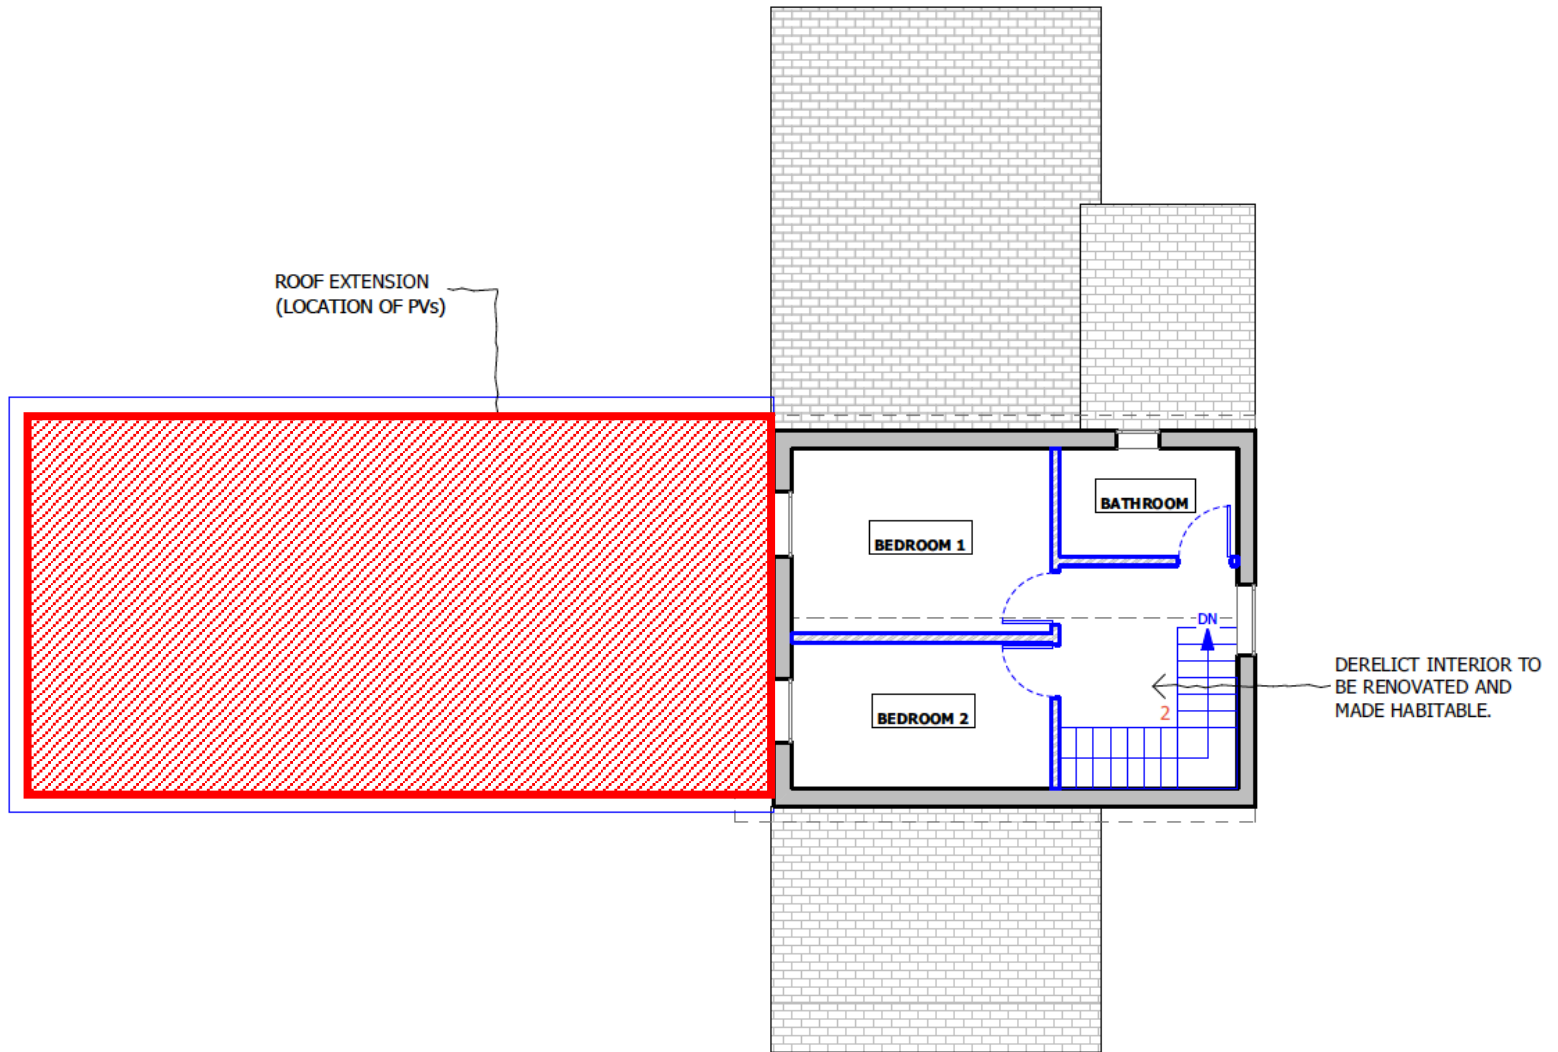 ROOF EXTENSION
(LOCATION OF PVs)
BATHROOM
BEDROOM 1
DN
DERELICT INTERIOR TO
BE RENOVATED AND
MADE HABITABLE.
2
BEDROOM 2